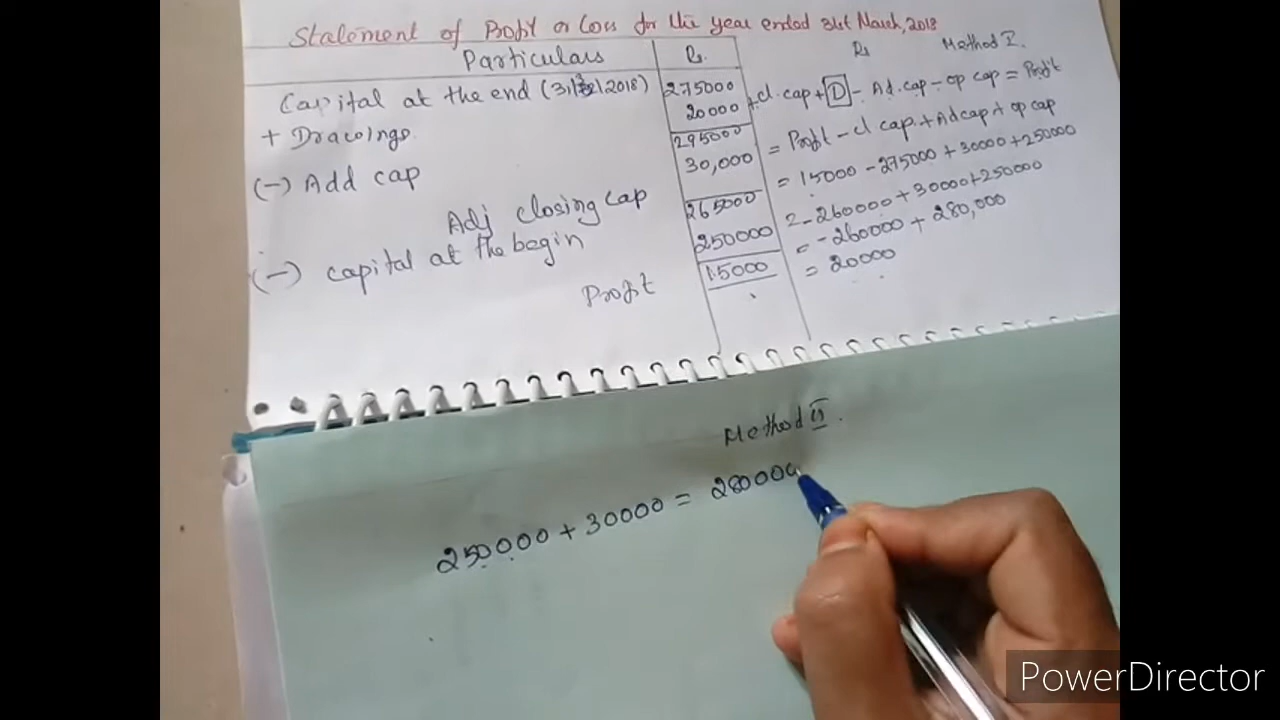 Statement of Profit or Loss for the year ended 31st March, 2018
Particulars Rs. Rs Method I.
Capital at the end (31/3/2018) 275000
+ Drawings 20000
295000
(-) Add cap 30,000
Adj closing cap 265000
(-) capital at the begin 250000
Profit 15000
+cl. cap + D - Ad. cap - op cap = Profit
= Profit - cl cap + Ad cap + op cap
= 15000 - 275000 + 30000 + 250000
= - 260000 + 30000 + 250000
= - 260000 + 280,000
= 20000
Method II.
250000 + 30000 = 280000
PowerDirector